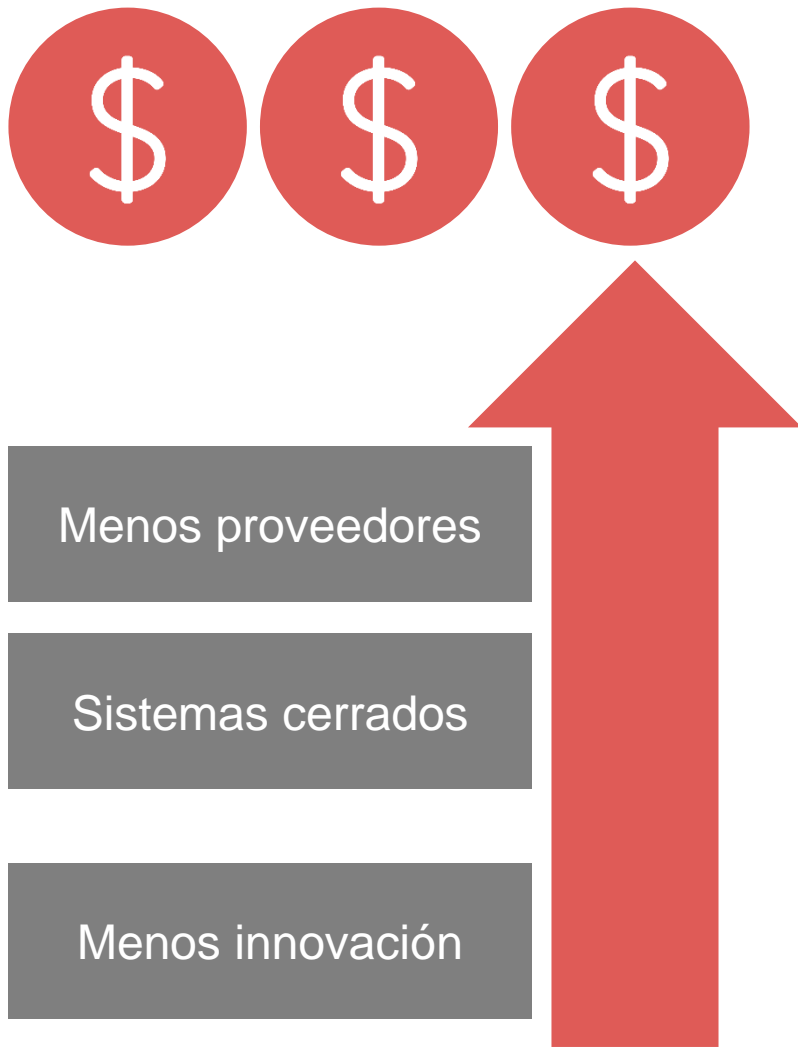 $ $ $
Menos proveedores
Sistemas cerrados
Menos innovación